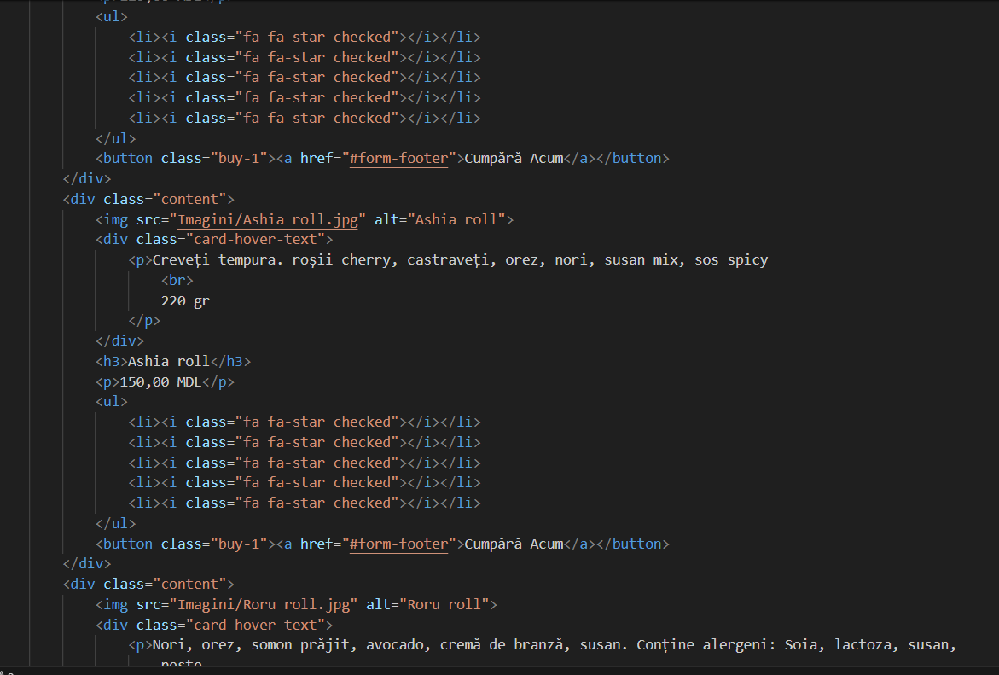 <ul>
<li><i class="fa fa-star checked"></i></li>
<li><i class="fa fa-star checked"></i></li>
<li><i class="fa fa-star checked"></i></li>
<li><i class="fa fa-star checked"></i></li>
<li><i class="fa fa-star checked"></i></li>
</ul>
<button class="buy-1"><a href="#form-footer">Cumpără Acum</a></button>
</div>
<div class="content">
<img src="Imagini/Ashia roll.jpg" alt="Ashia roll">
<div class="card-hover-text">
<p>Creveți tempura. roșii cherry, castraveți, orez, nori, susan mix, sos spicy
<br>
220 gr
</p>
</div>
<h3>Ashia roll</h3>
<p>150,00 MDL</p>
<ul>
<li><i class="fa fa-star checked"></i></li>
<li><i class="fa fa-star checked"></i></li>
<li><i class="fa fa-star checked"></i></li>
<li><i class="fa fa-star checked"></i></li>
<li><i class="fa fa-star checked"></i></li>
</ul>
<button class="buy-1"><a href="#form-footer">Cumpără Acum</a></button>
</div>
<div class="content">
<img src="Imagini/Roru roll.jpg" alt="Roru roll">
<div class="card-hover-text">
<p>Nori, orez, somon prăjit, avocado, cremă de branză, susan. Conține alergeni: Soia, lactoza, susan,